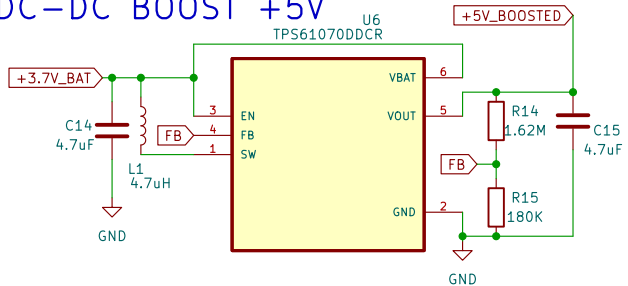 DC-DC BOOST +5V
U6
TPS61070DDCR
+5V_BOOSTED
+3.7V_BAT
VBAT
6
3
EN
VOUT
5
C14
4.7uF
FB
4
FB
1
SW
R14
1.62M
C15
4.7uF
L1
4.7uH
FB
R15
180K
GND
2
GND
GND